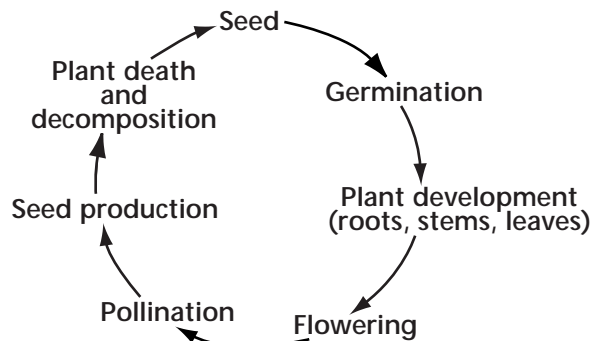 Seed
Germination
Plant development
(roots, stems, leaves)
Flowering
Pollination
Seed production
Plant death
and
decomposition